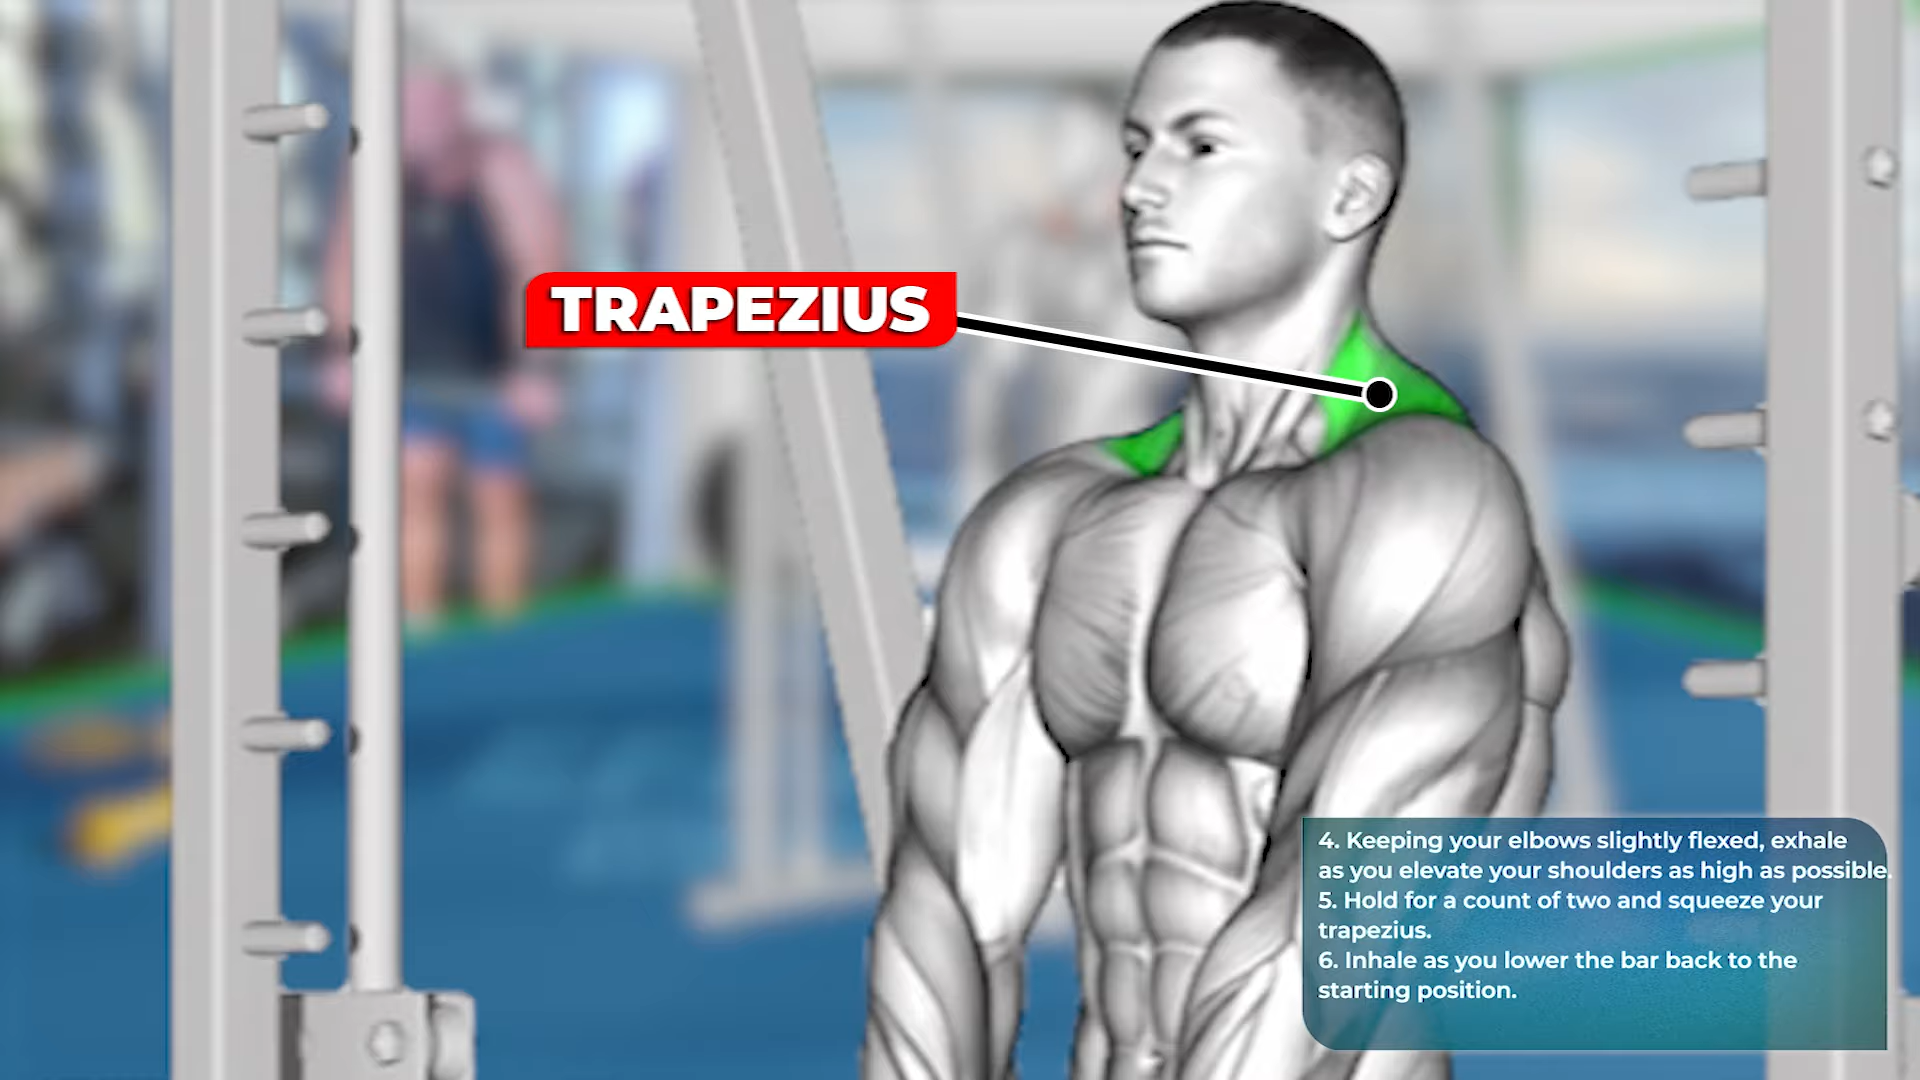 TRAPEZIUS
4. Keeping your elbows slightly flexed, exhale
as you elevate your shoulders as high as possible.
5. Hold for a count of two and squeeze your
trapezius.
6. Inhale as you lower the bar back to the
starting position.